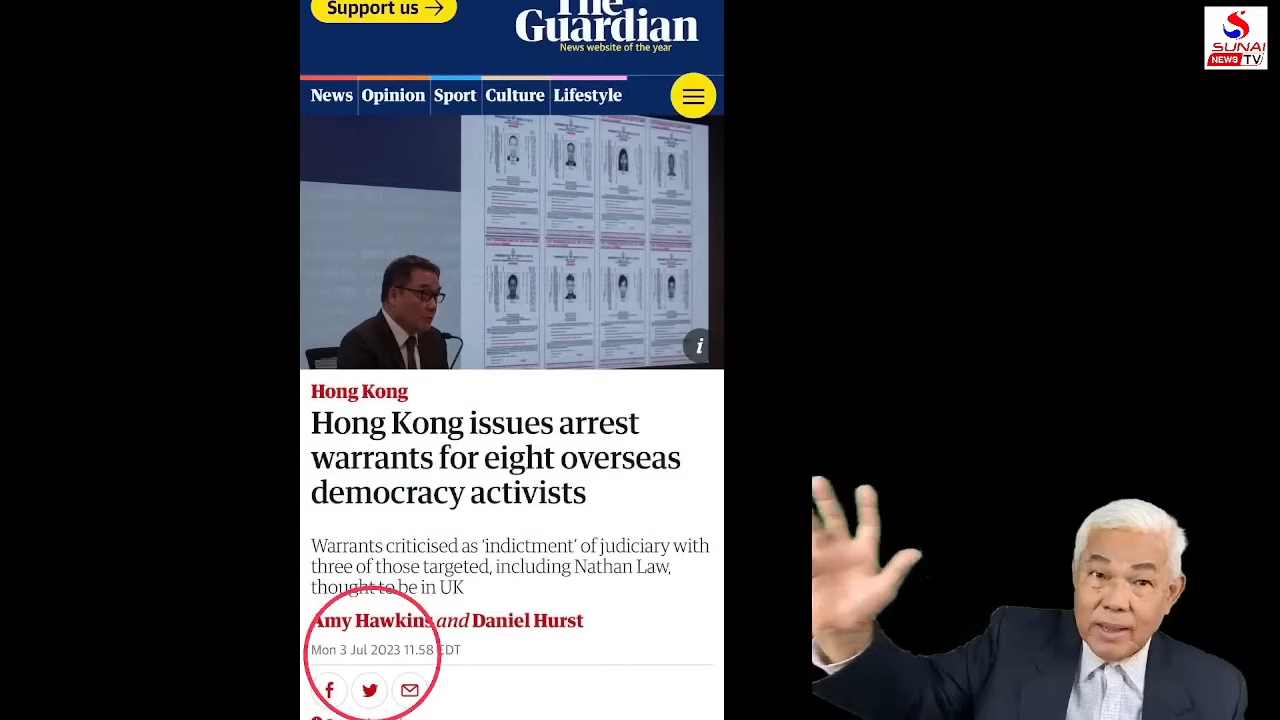 Support us →
The
Guardian
News website of the year
SUNAI
NEWS TV
News Opinion Sport Culture Lifestyle
i
Hong Kong
Hong Kong issues arrest
warrants for eight overseas
democracy activists
Warrants criticised as ‘indictment’ of judiciary with
three of those targeted, including Nathan Law,
thought to be in UK
Amy Hawkins and Daniel Hurst
Mon 3 Jul 2023 11.58 EDT